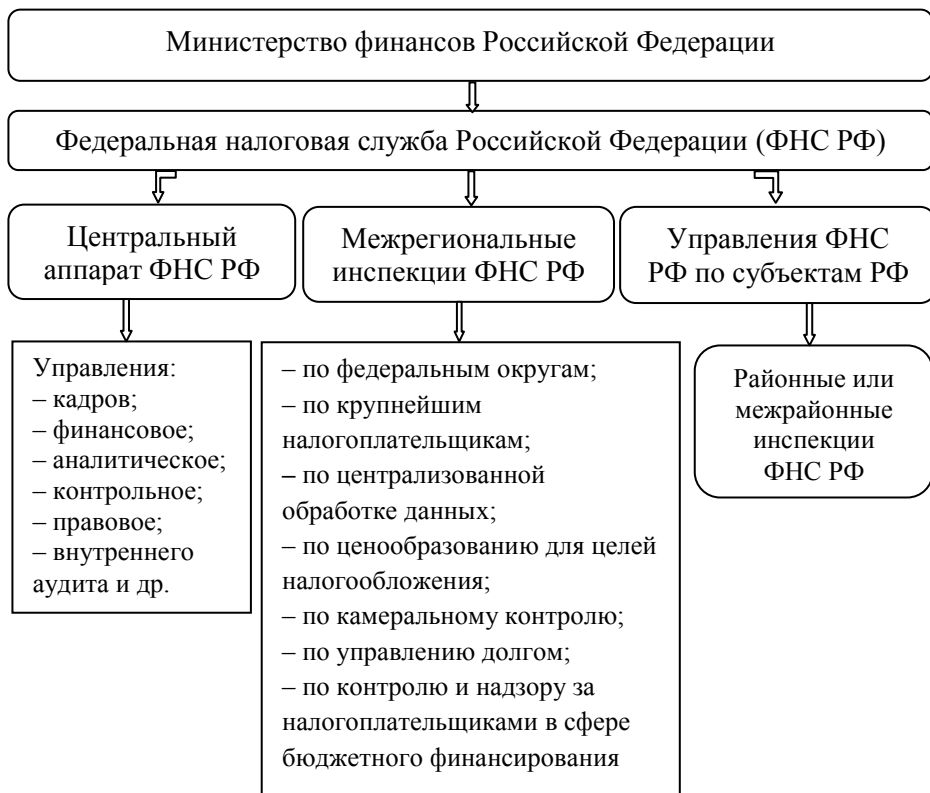 Министерство финансов Российской Федерации
Федеральная налоговая служба Российской Федерации (ФНС РФ)
Центральный
аппарат ФНС РФ
Межрегиональные
инспекции ФНС РФ
Управления ФНС
РФ по субъектам РФ
Управления:
– кадров;
– финансовое;
– аналитическое;
– контрольное;
– правовое;
– внутреннего
аудита и др.
– по федеральным округам;
– по крупнейшим
налогоплательщикам;
– по централизованной
обработке данных;
– по ценообразованию для целей
налогообложения;
– по камеральному контролю;
– по управлению долгом;
– по контролю и надзору за
налогоплательщиками в сфере
бюджетного финансирования
Районные или
межрайонные
инспекции
ФНС РФ